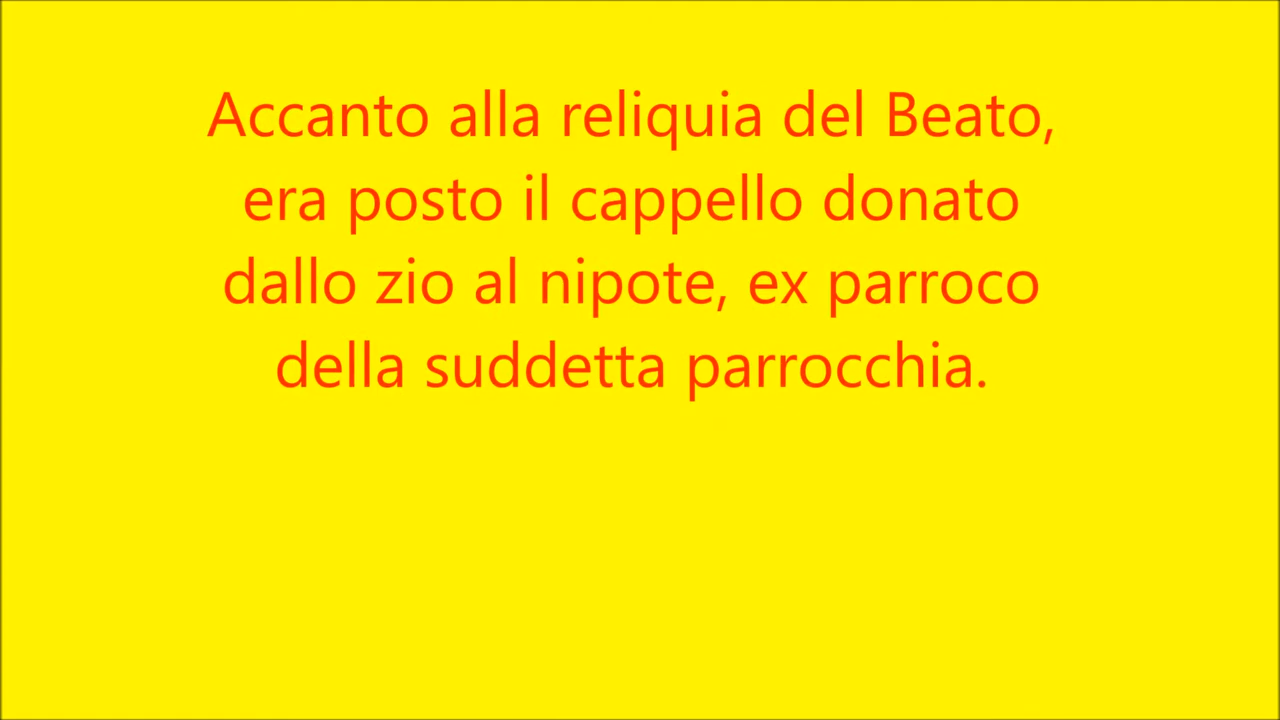 Accanto alla reliquia del Beato,
era posto il cappello donato
dallo zio al nipote, ex parroco
della suddetta parrocchia.